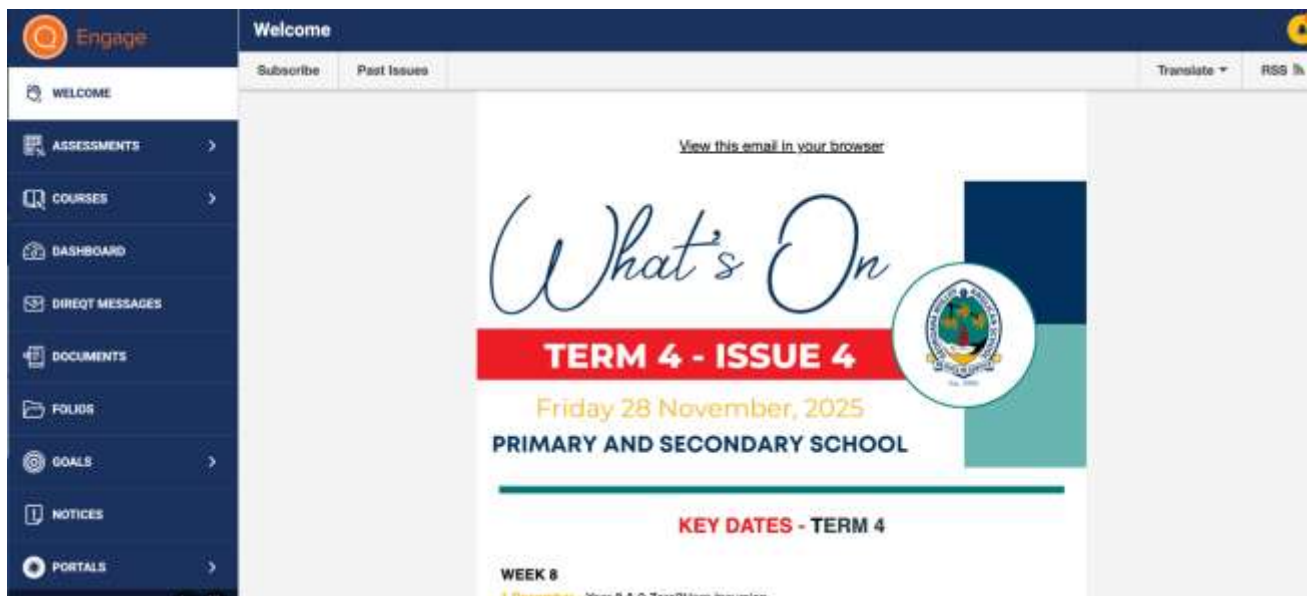 Engage
WELCOME
ASSESSMENTS
COURSES
DASHBOARD
DIREQT MESSAGES
DOCUMENTS
FOLIOS
GOALS
NOTICES
PORTALS
Welcome
Subscribe Past Issues Translate RSS
View this email in your browser
What's On
TERM 4 - ISSUE 4
Friday 28 November, 2025
PRIMARY AND SECONDARY SCHOOL
KEY DATES - TERM 4
WEEK 8